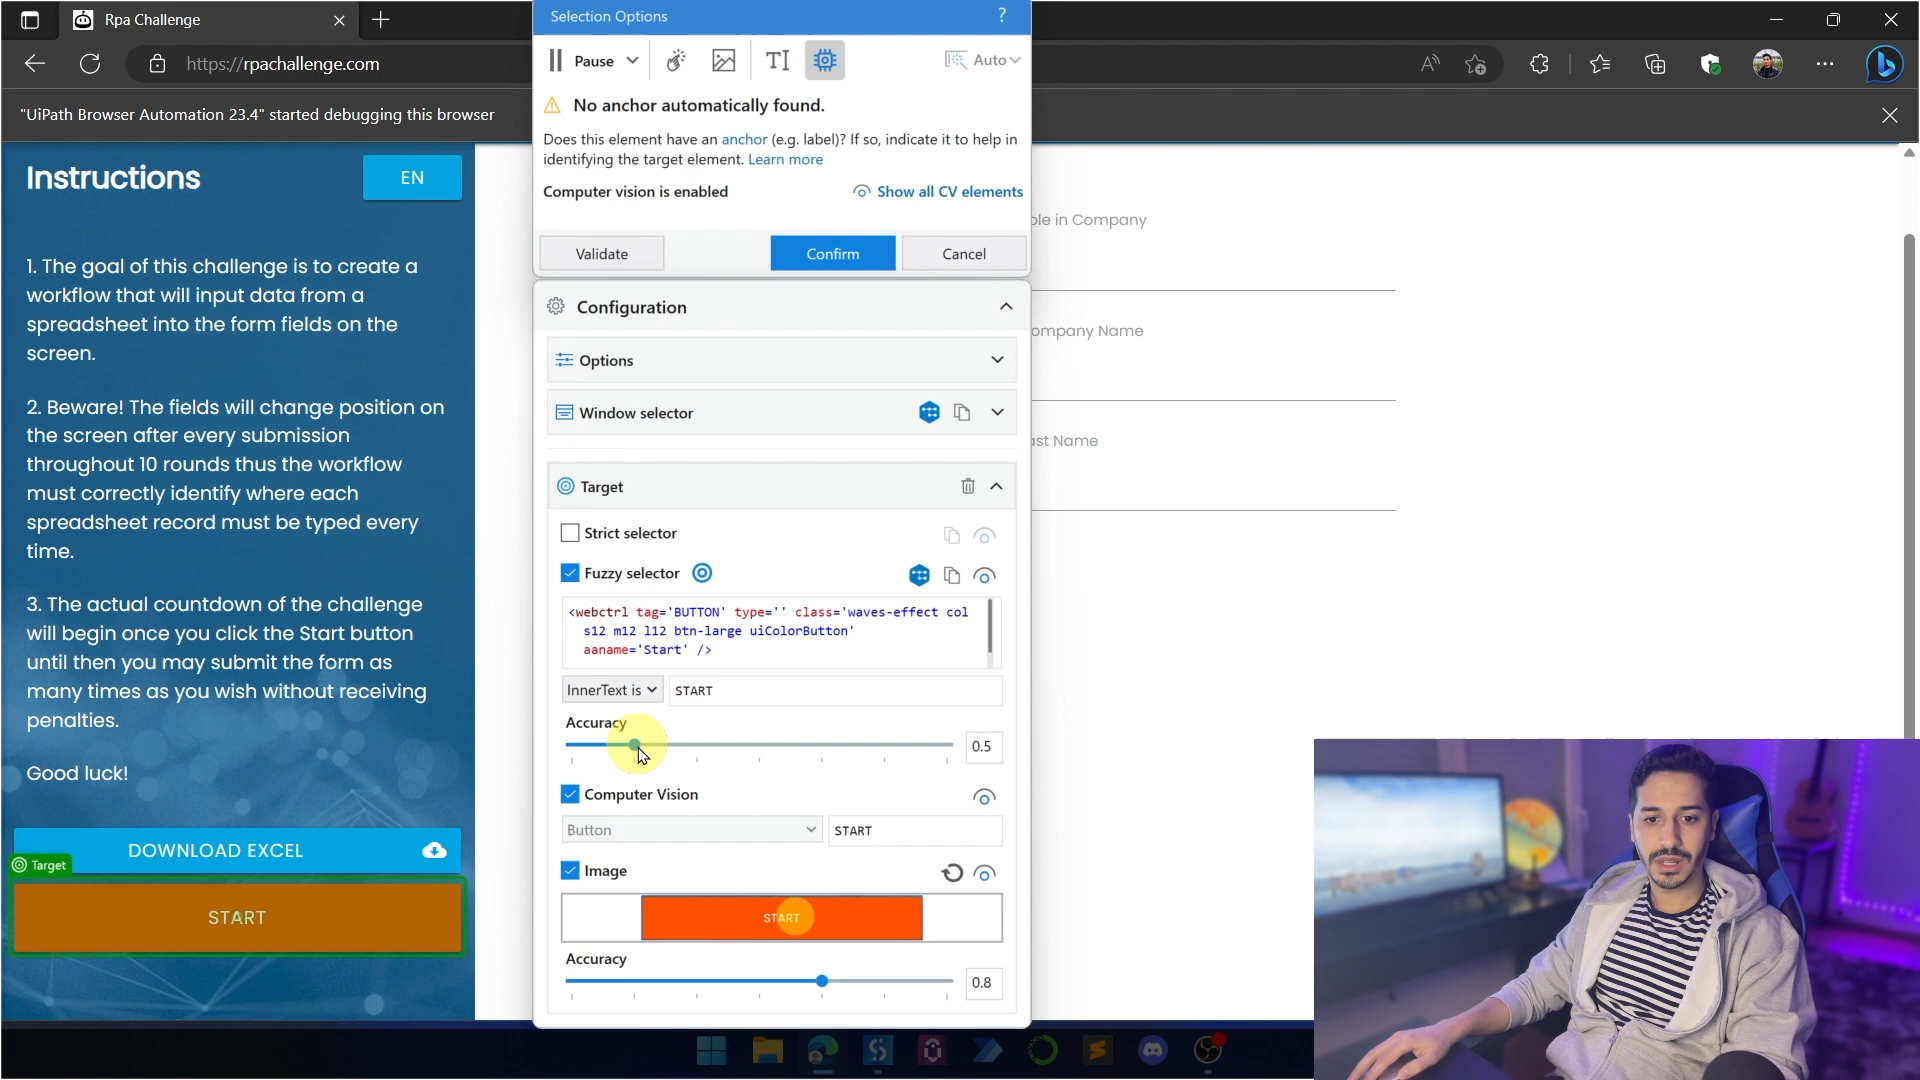 Rpa Challenge
https://rpachallenge.com
"UiPath Browser Automation 23.4" started debugging this browser
Selection Options
?
Pause
Auto
No anchor automatically found.
Does this element have an anchor (e.g. label)? If so, indicate it to help in
identifying the target element. Learn more
Computer vision is enabled
Show all CV elements
Validate
Confirm
Cancel
Configuration
Options
Window selector
Target
Strict selector
Fuzzy selector
<webctrl tag='BUTTON' type='' class='waves-effect col
s12 m12 l12 btn-large uiColorButton'
aaname='Start' />
InnerText is
START
Accuracy
0.5
Computer Vision
Button
START
Image
START
Accuracy
0.8
Instructions
EN
1. The goal of this challenge is to create a
workflow that will input data from a
spreadsheet into the form fields on the
screen.
2. Beware! The fields will change position on
the screen after every submission
throughout 10 rounds thus the workflow
must correctly identify where each
spreadsheet record must be typed every
time.
3. The actual countdown of the challenge
will begin once you click the Start button
until then you may submit the form as
many times as you wish without receiving
penalties.
Good luck!
DOWNLOAD EXCEL
Target
START
in Company
Name
Name